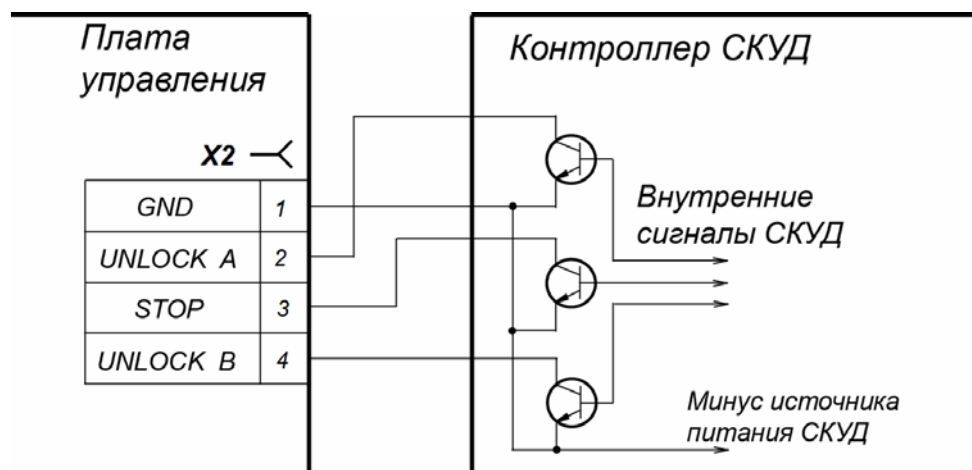 Плата
управления
Контроллер СКУД
X2
GND 1
UNLOCK A 2
STOP 3
UNLOCK B 4
Внутренние
сигналы СКУД
Минус источника
питания СКУД